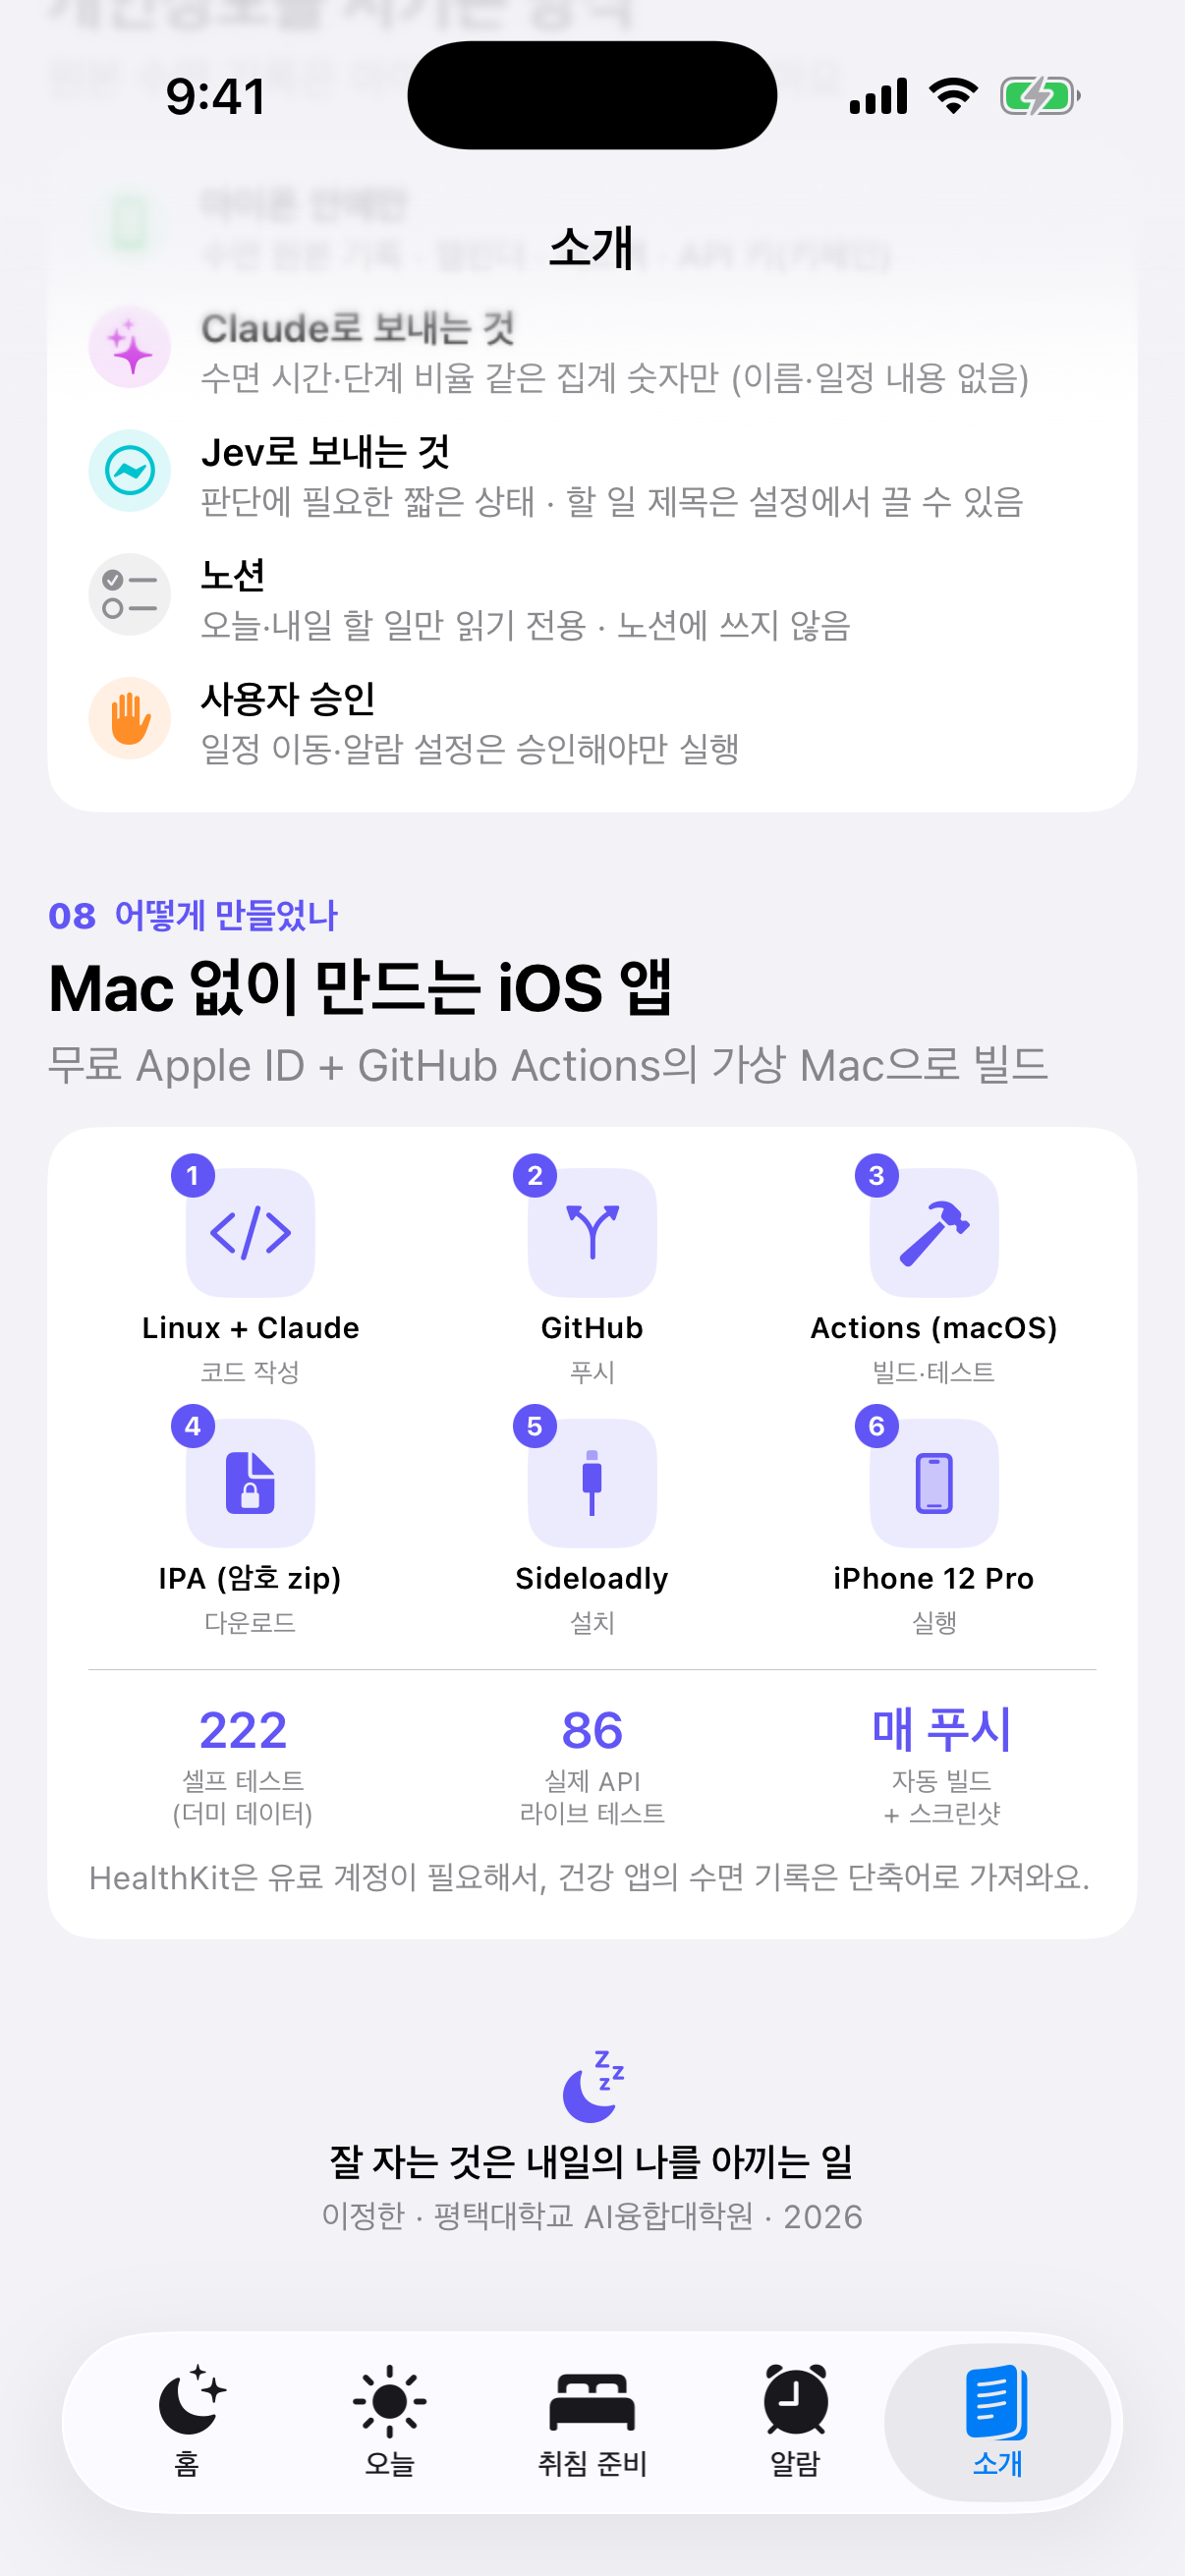 9:41
소개
Claude로 보내는 것
수면 시간·단계 비율 같은 집계 숫자만 (이름·일정 내용 없음)
Jev로 보내는 것
판단에 필요한 짧은 상태 · 할 일 제목은 설정에서 끌 수 있음
노션
오늘·내일 할 일만 읽기 전용 · 노션에 쓰지 않음
사용자 승인
일정 이동·알람 설정은 승인해야만 실행
08 어떻게 만들었나
Mac 없이 만드는 iOS 앱
무료 Apple ID + GitHub Actions의 가상 Mac으로 빌드
1 2 3
Linux + Claude GitHub Actions (macOS)
코드 작성 푸시 빌드·테스트
4 5 6
IPA (암호 zip) Sideloadly iPhone 12 Pro
다운로드 설치 실행
222 86 매 푸시
셀프 테스트 실제 API 자동 빌드
(더미 데이터) 라이브 테스트 + 스크린샷
HealthKit은 유료 계정이 필요해서, 건강 앱의 수면 기록은 단축어로 가져와요.
잘 자는 것은 내일의 나를 아끼는 일
이정한 · 평택대학교 AI융합대학원 · 2026
홈 오늘 취침 준비 알람 소개